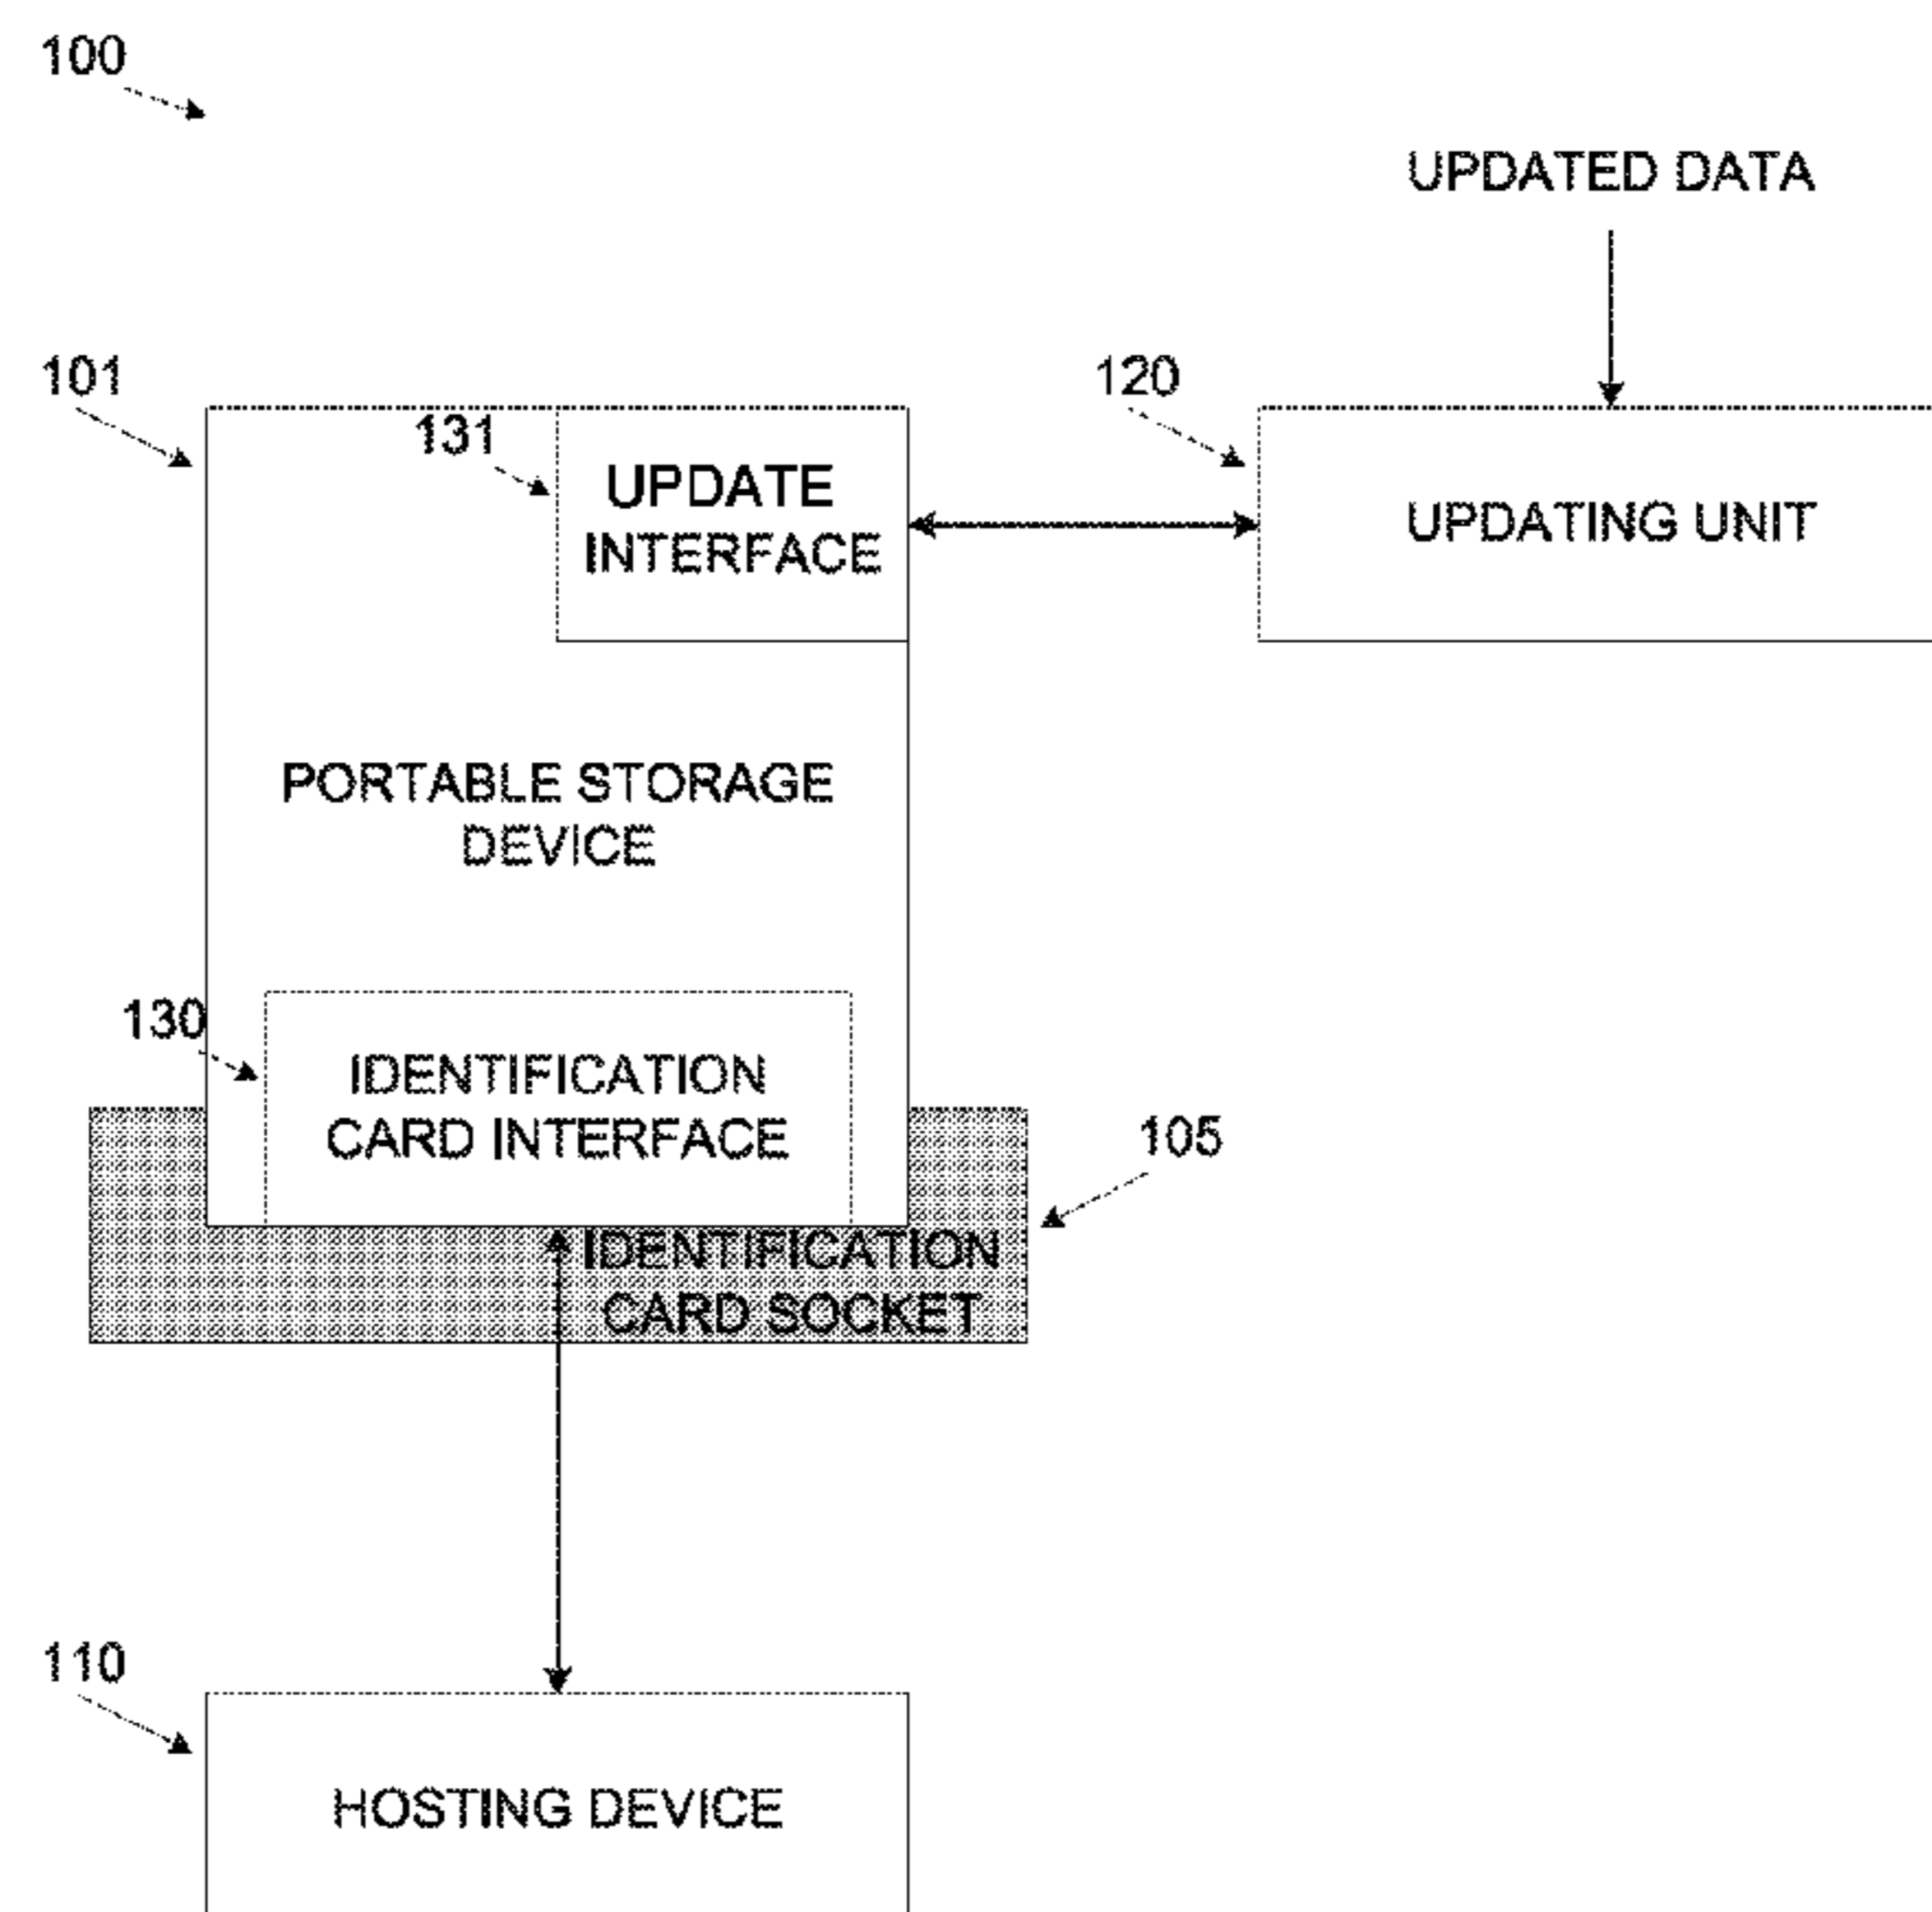 100
UPDATED DATA
101
120
131
UPDATE
INTERFACE
UPDATING UNIT
PORTABLE STORAGE
DEVICE
130
IDENTIFICATION
CARD INTERFACE
105
IDENTIFICATION
CARD SOCKET
110
HOSTING DEVICE